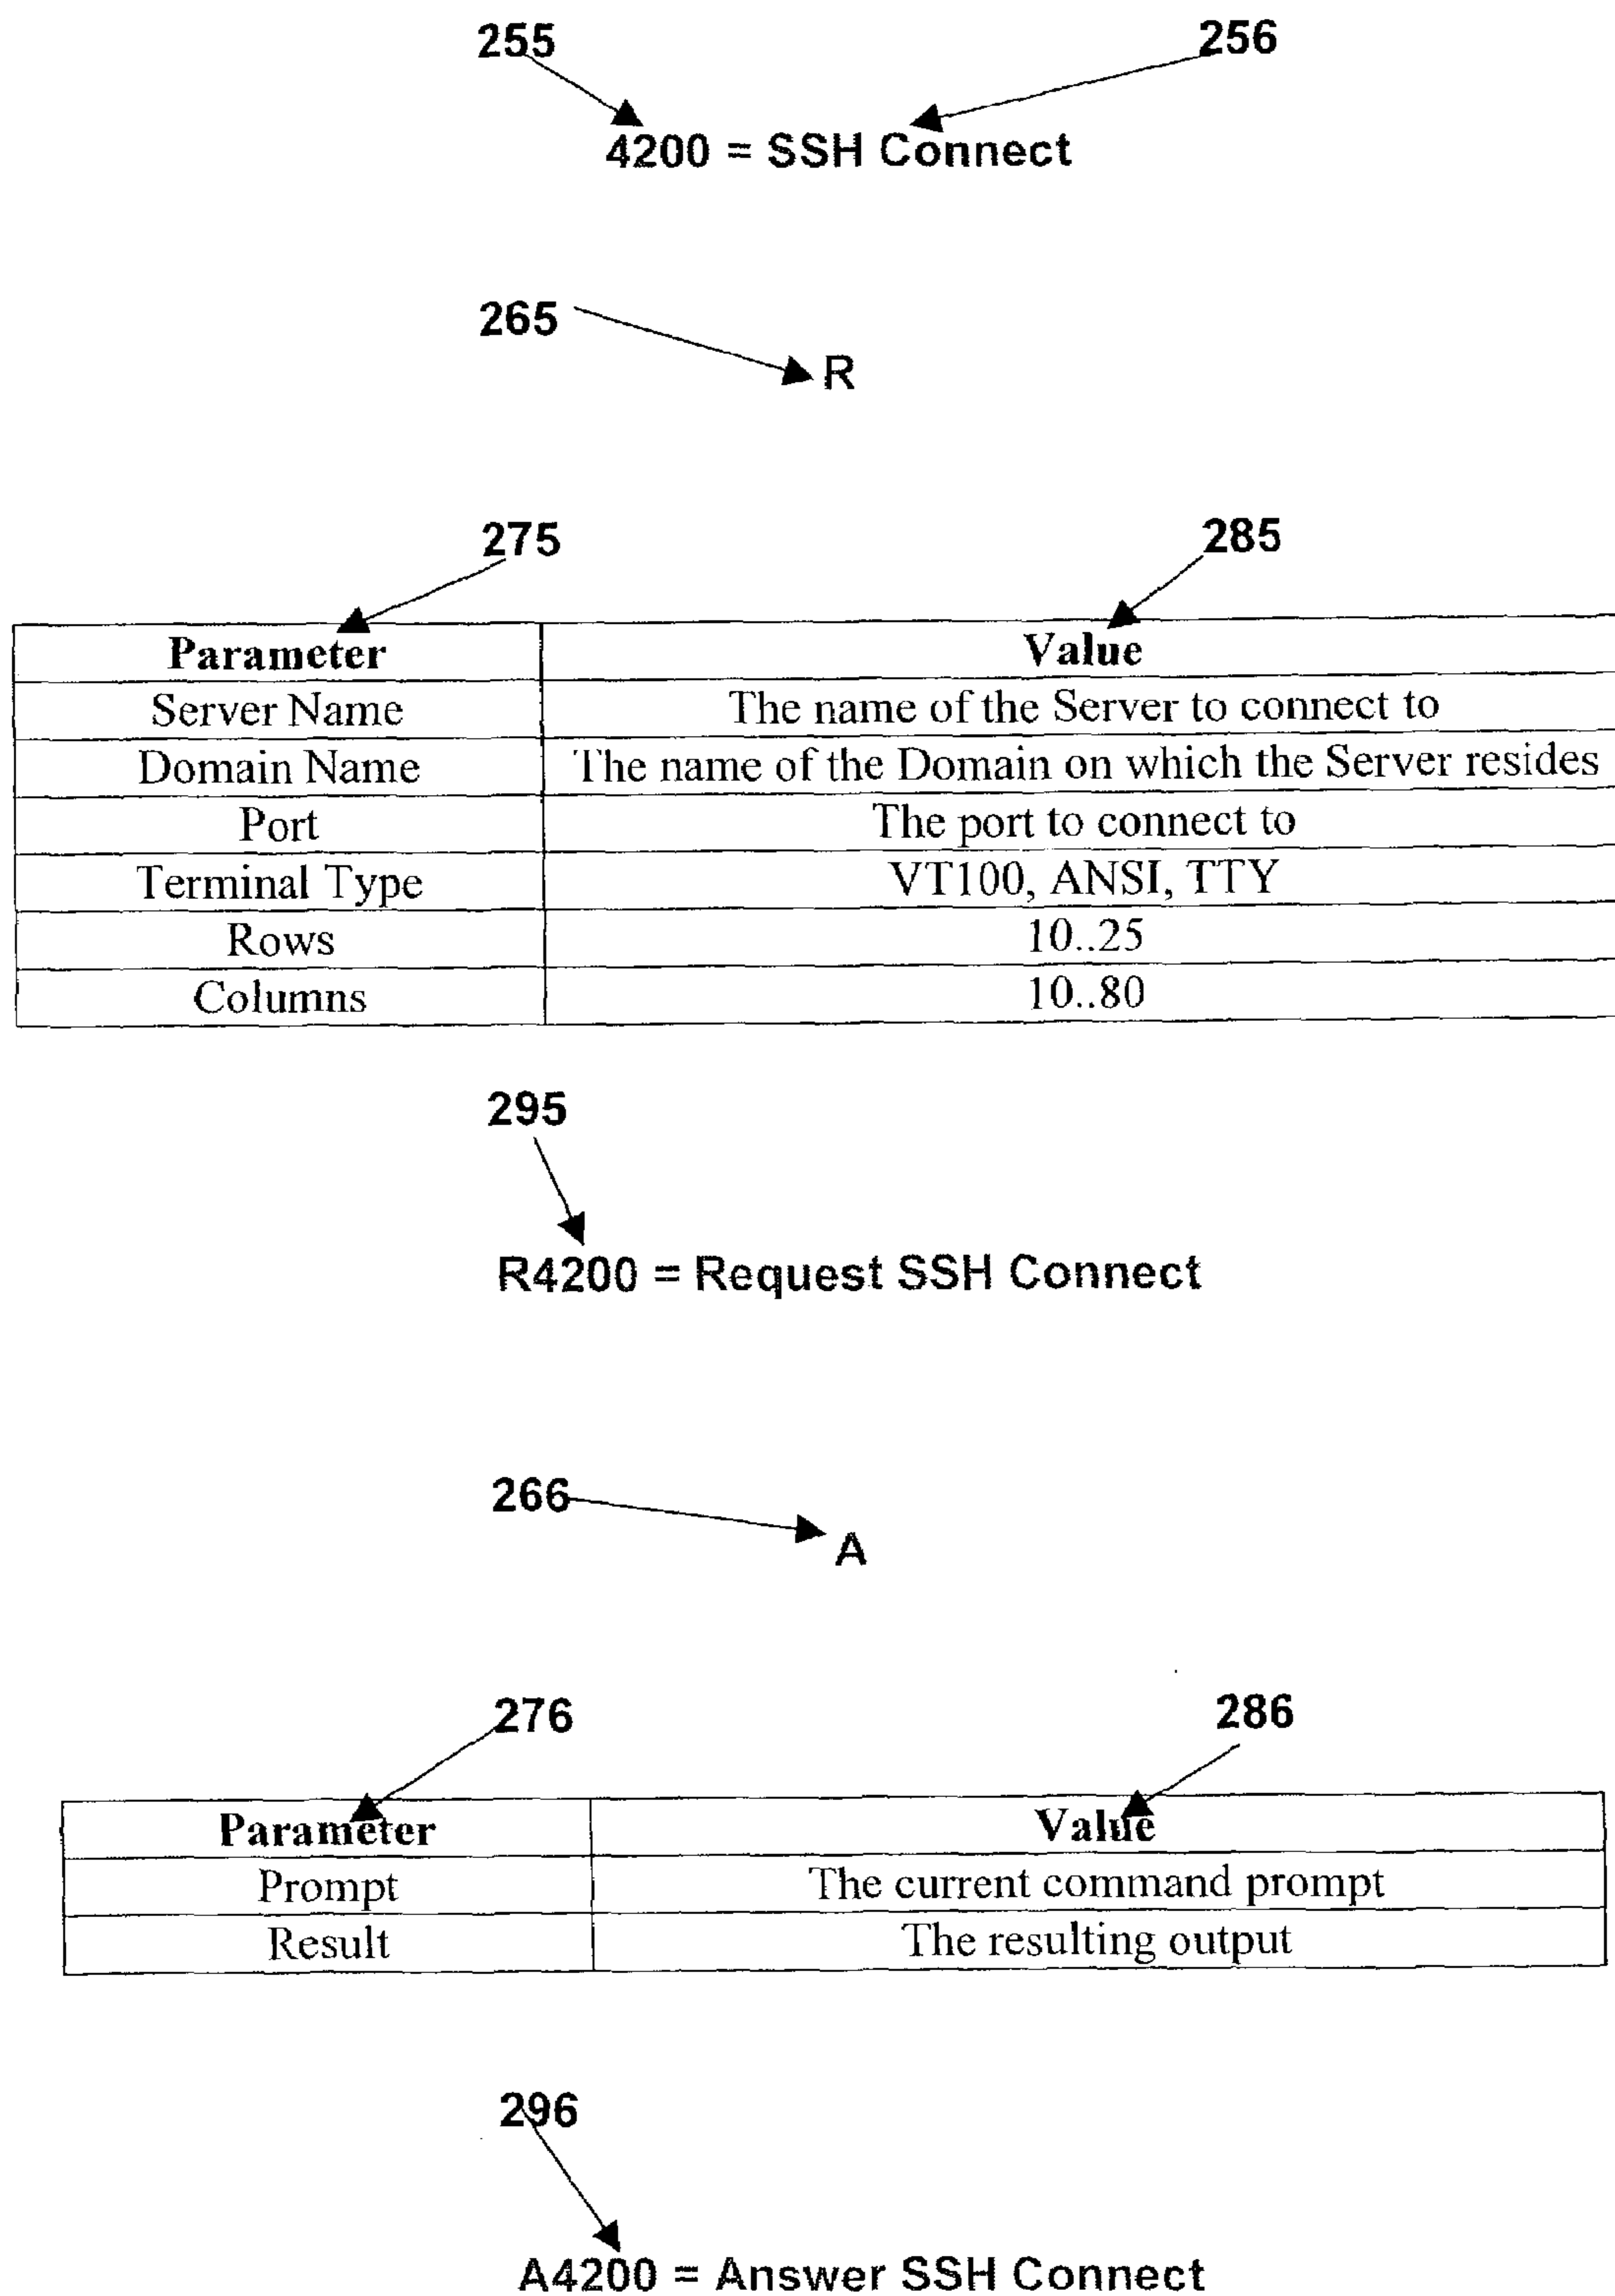 255 256
4200 = SSH Connect
265
R
275 285
Parameter Value
Server Name The name of the Server to connect to
Domain Name The name of the Domain on which the Server resides
Port The port to connect to
Terminal Type VT100, ANSI, TTY
Rows 10..25
Columns 10..80
295
R4200 = Request SSH Connect
266
A
276 286
Parameter Value
Prompt The current command prompt
Result The resulting output
296
A4200 = Answer SSH Connect